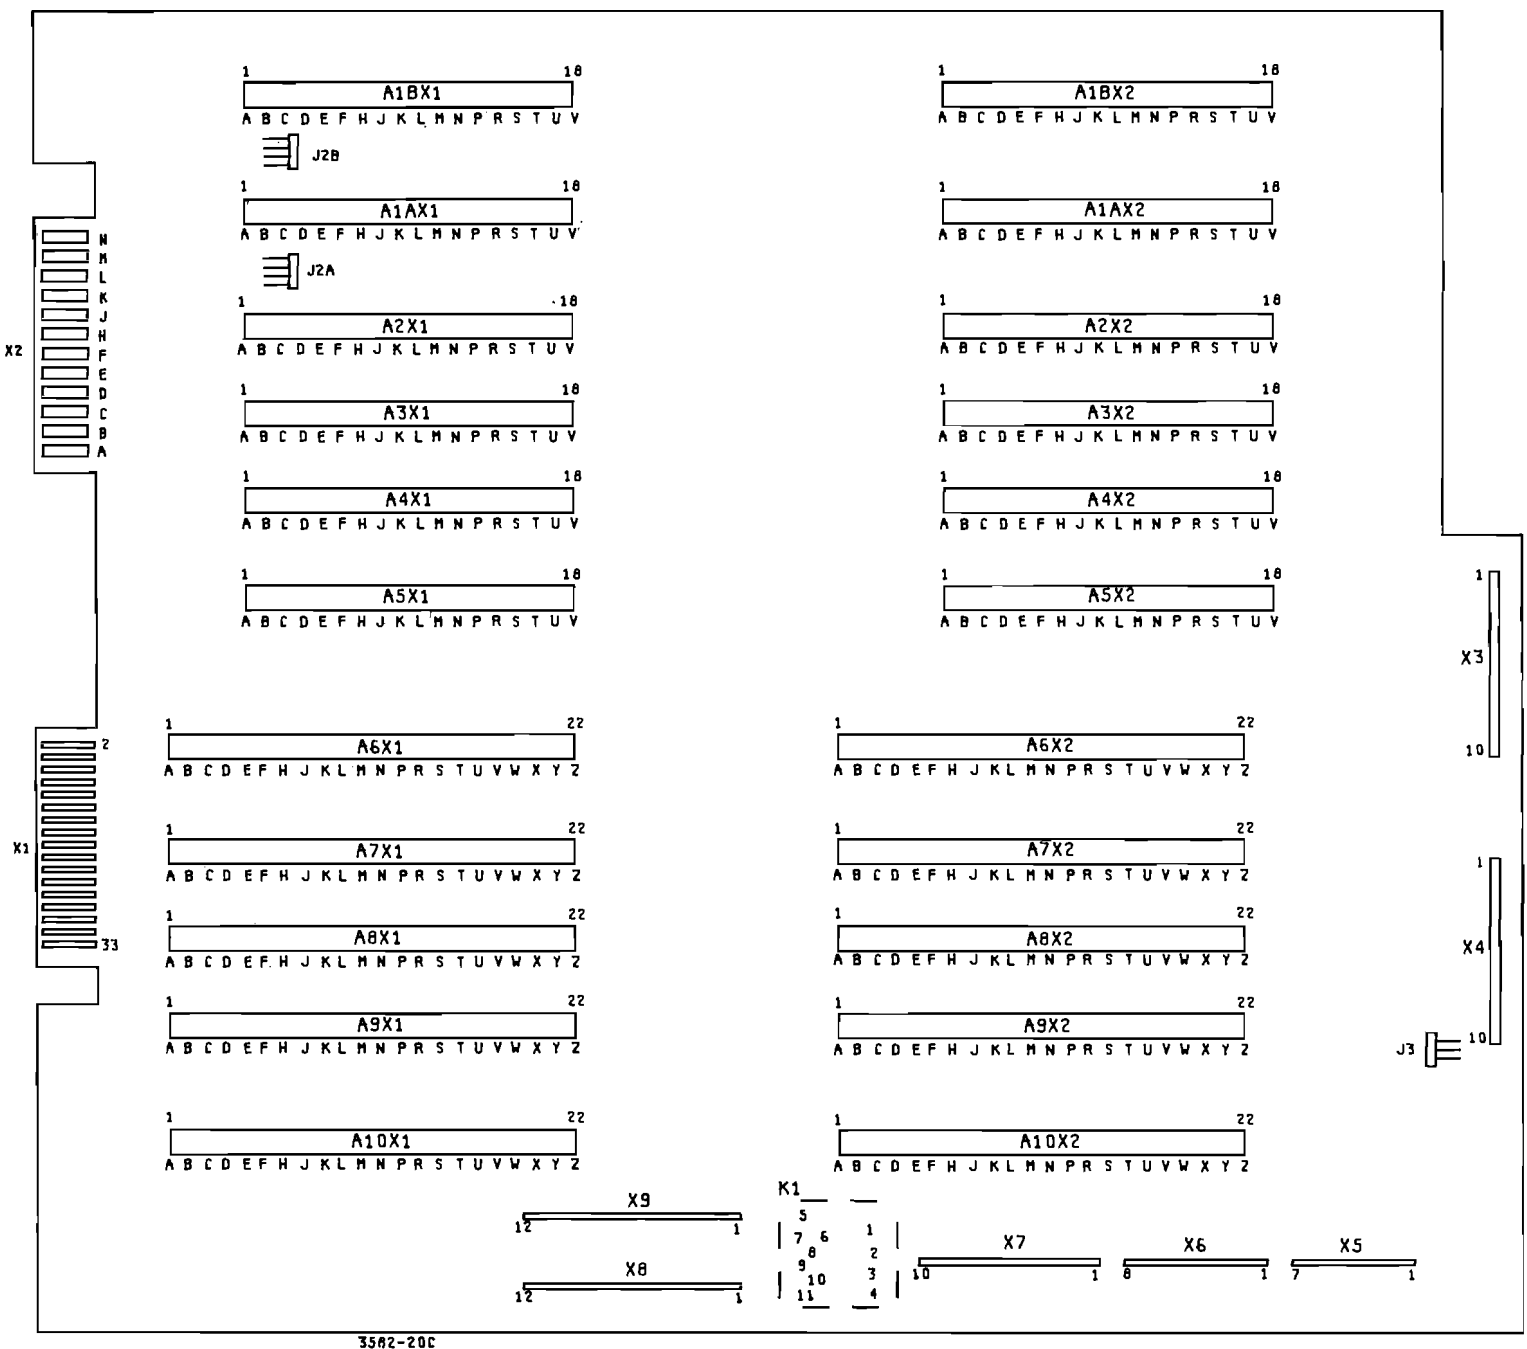 1 18 1 18
A1BX1 A1BX2
A B C D E F H J K L M N P R S T U V A B C D E F H J K L M N P R S T U V
J2B
1 18 1 18
A1AX1 A1AX2
A B C D E F H J K L M N P R S T U V A B C D E F H J K L M N P R S T U V
N
M
J2A
L
K
1 18 1 18
J
A2X1 A2X2
H
A B C D E F H J K L M N P R S T U V A B C D E F H J K L M N P R S T U V
X2
F
E
D
1 18 1 18
C
A3X1 A3X2
B
A B C D E F H J K L M N P R S T U V A B C D E F H J K L M N P R S T U V
A
1 18 1 18
A4X1 A4X2
A B C D E F H J K L M N P R S T U V A B C D E F H J K L M N P R S T U V
1 18 1 18 1
A5X1 A5X2
A B C D E F H J K L M N P R S T U V A B C D E F H J K L M N P R S T U V
X3
1 22 1 22
2 A6X1 A6X2 10
A B C D E F H J K L M N P R S T U V W X Y Z A B C D E F H J K L M N P R S T U V W X Y Z
1 22 1 22
X1 A7X1 A7X2
1
A B C D E F H J K L M N P R S T U V W X Y Z A B C D E F H J K L M N P R S T U V W X Y Z
1 22 1 22
33 A8X1 A8X2 X4
A B C D E F H J K L M N P R S T U V W X Y Z A B C D E F H J K L M N P R S T U V W X Y Z
1 22 1 22
A9X1 A9X2
10
A B C D E F H J K L M N P R S T U V W X Y Z A B C D E F H J K L M N P R S T U V W X Y Z J3
1 22 1 22
A10X1 A10X2
A B C D E F H J K L M N P R S T U V W X Y Z A B C D E F H J K L M N P R S T U V W X Y Z
K1
X9
12 1
5
1
7 6
X7 X6 X5
8 2
9
X8
10 3
10 1 8 1 7 1
12 1
11 4
3582-20C